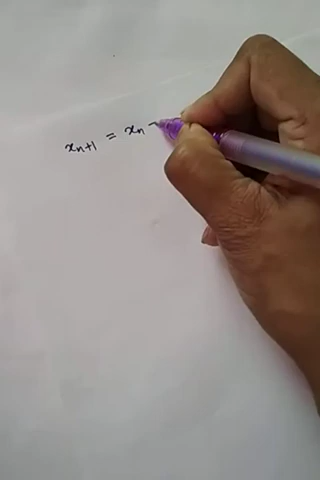 xₙ₊₁ = xₙ -